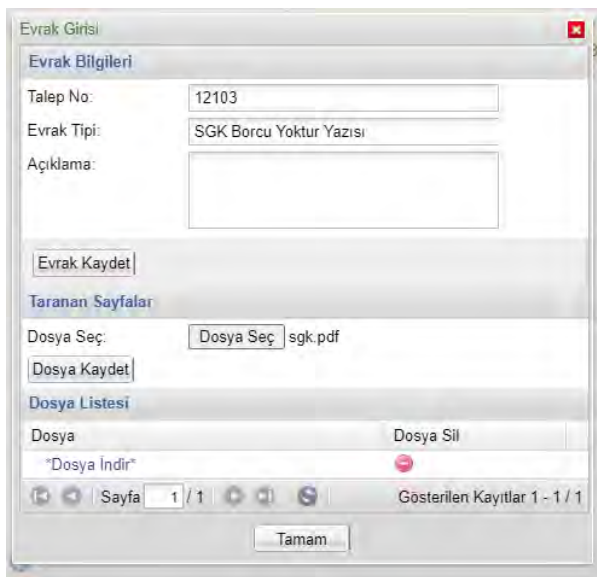 Evrak Girisi
Evrak Bilgileri
Talep No: 12103
Evrak Tipi: SGK Borcu Yoktur Yazısı
Açıklama:
Evrak Kaydet
Taranan Sayfalar
Dosya Seç: Dosya Seç sgk.pdf
Dosya Kaydet
Dosya Listesi
Dosya Dosya Sil
"Dosya İndir"
Sayfa 1 / 1 Gösterilen Kayıtlar 1 - 1 / 1
Tamam